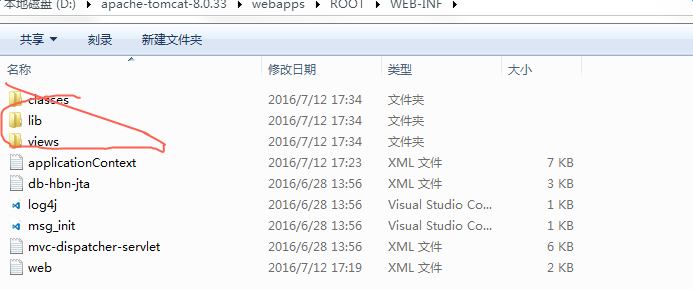 本地磁盘 (D:) ▸ apache-tomcat-8.0.33 ▸ webapps ▸ ROOT ▸ WEB-INF ▸
共享 ▾ 刻录 新建文件夹
名称 修改日期 类型 大小
classes 2016/7/12 17:34 文件夹
lib 2016/7/12 17:34 文件夹
views 2016/7/12 17:34 文件夹
applicationContext 2016/7/12 17:23 XML 文件 7 KB
db-hbn-jta 2016/6/28 13:56 XML 文件 3 KB
log4j 2016/6/28 13:56 Visual Studio Co... 1 KB
msg_init 2016/6/28 13:56 Visual Studio Co... 1 KB
mvc-dispatcher-servlet 2016/6/28 13:56 XML 文件 6 KB
web 2016/7/12 17:19 XML 文件 2 KB